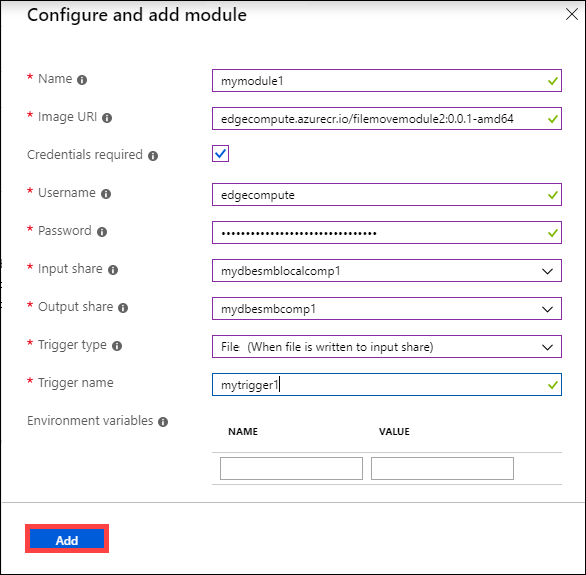 Configure and add module
* Name
mymodule1
* Image URI
edgecompute.azurecr.io/filemovemodule2:0.0.1-amd64
Credentials required
* Username
edgecompute
* Password
••••••••••••••••••••••••••••••••
* Input share
mydbesmblocalcomp1
* Output share
mydbesmbcomp1
* Trigger type
File (When file is written to input share)
* Trigger name
mytrigger1
Environment variables
NAME VALUE
Add